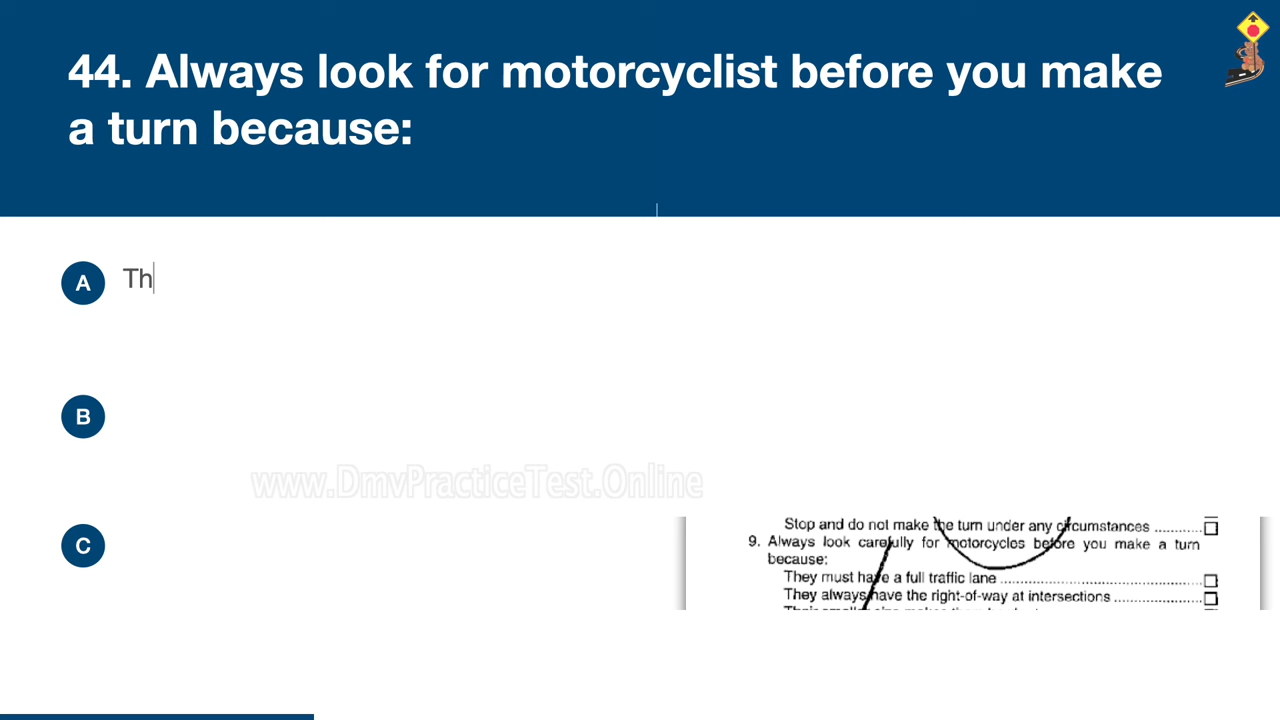 44. Always look for motorcyclist before you make
a turn because:
A Th
B
www.DmvPracticeTest.Online
C
Stop and do not make the turn under any circumstances
9. Always look carefully for motorcycles before you make a turn
because:
They must have a full traffic lane
They always have the right-of-way at intersections